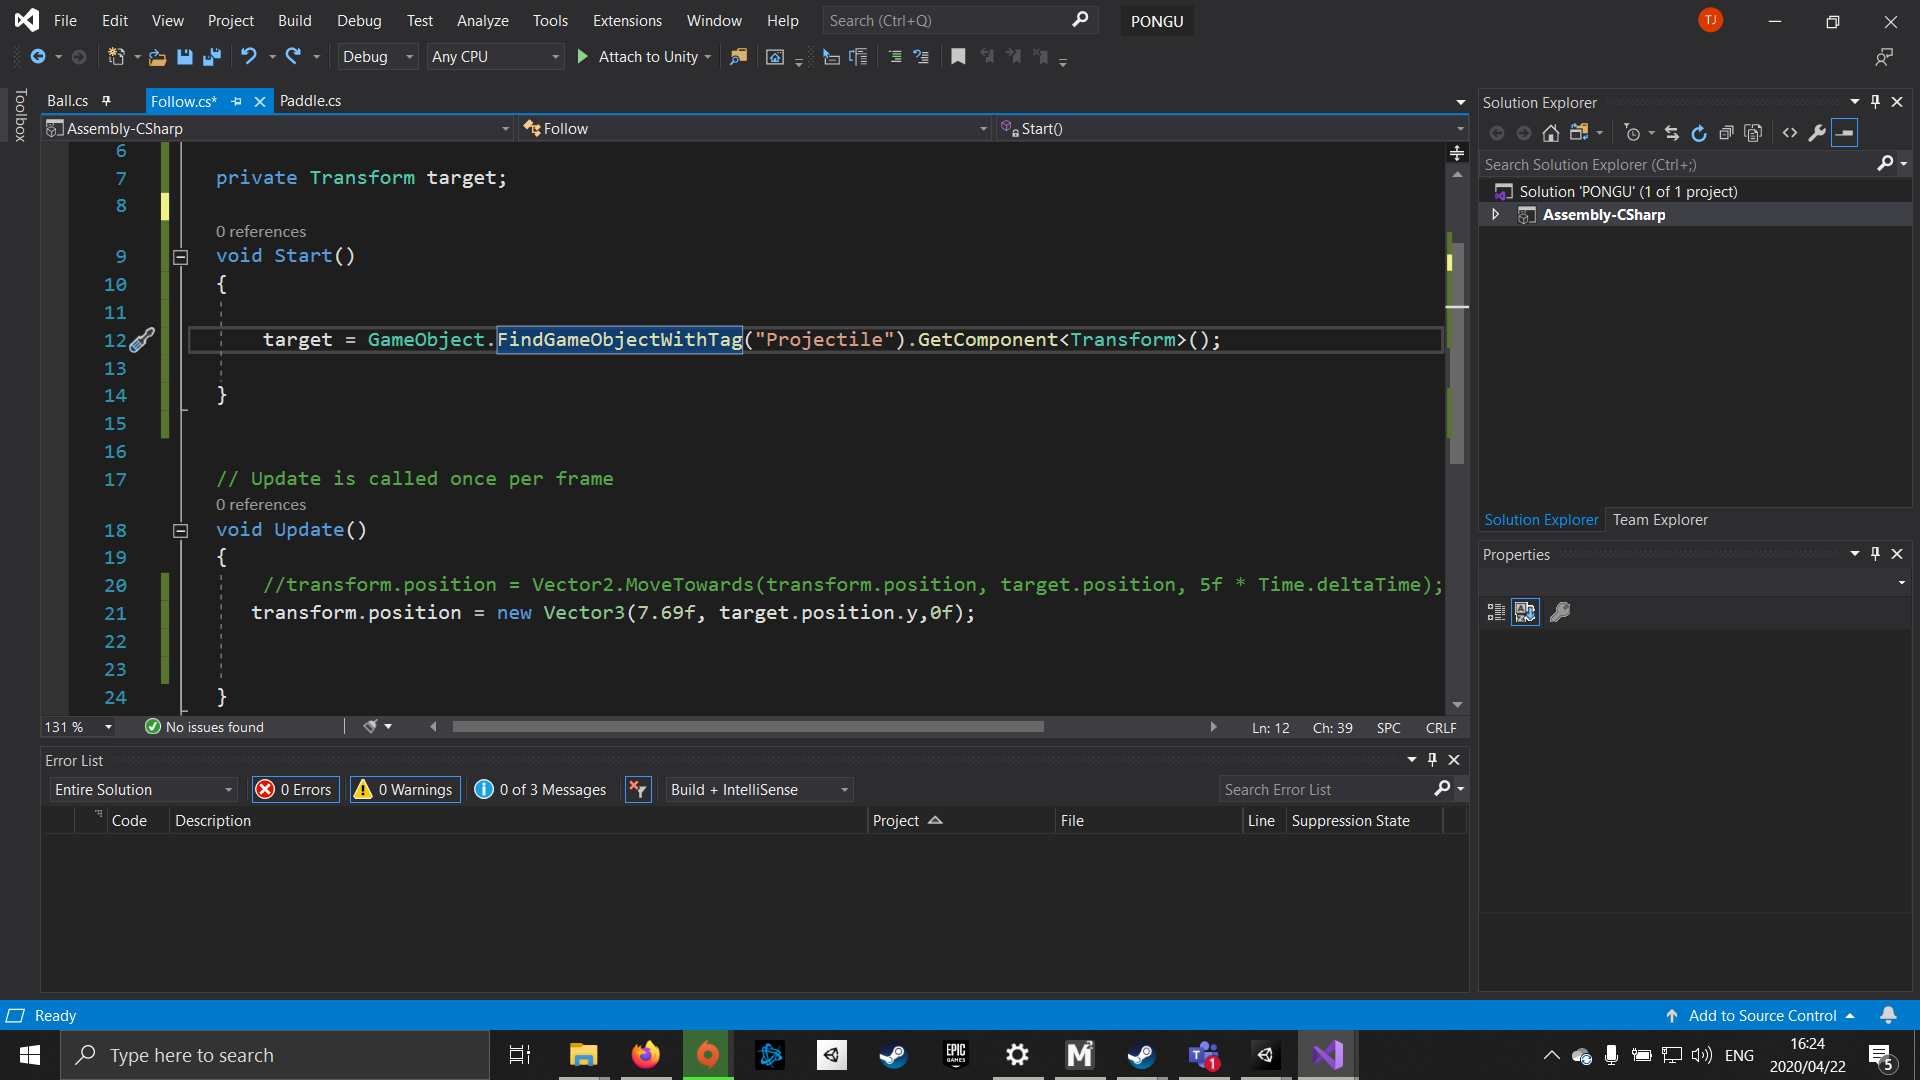 File Edit View Project Build Debug Test Analyze Tools Extensions Window Help Search (Ctrl+Q) PONGU TJ
Debug Any CPU Attach to Unity
Toolbox
Ball.cs Follow.cs* Paddle.cs
Assembly-CSharp Follow Start()
6
7 private Transform target;
8
0 references
9 void Start()
10 {
11
12 target = GameObject.FindGameObjectWithTag("Projectile").GetComponent<Transform>();
13
14 }
15
16
17 // Update is called once per frame
0 references
18 void Update()
19 {
20 //transform.position = Vector2.MoveTowards(transform.position, target.position, 5f * Time.deltaTime);
21 transform.position = new Vector3(7.69f, target.position.y,0f);
22
23
24 }
131 % No issues found Ln: 12 Ch: 39 SPC CRLF
Error List
Entire Solution 0 Errors 0 Warnings 0 of 3 Messages Build + IntelliSense Search Error List
Code Description Project File Line Suppression State
Solution Explorer
Search Solution Explorer (Ctrl+;)
Solution 'PONGU' (1 of 1 project)
Assembly-CSharp
Solution Explorer Team Explorer
Properties
Ready Add to Source Control
Type here to search
EPIC GAMES
1
ENG
16:24
2020/04/22
5